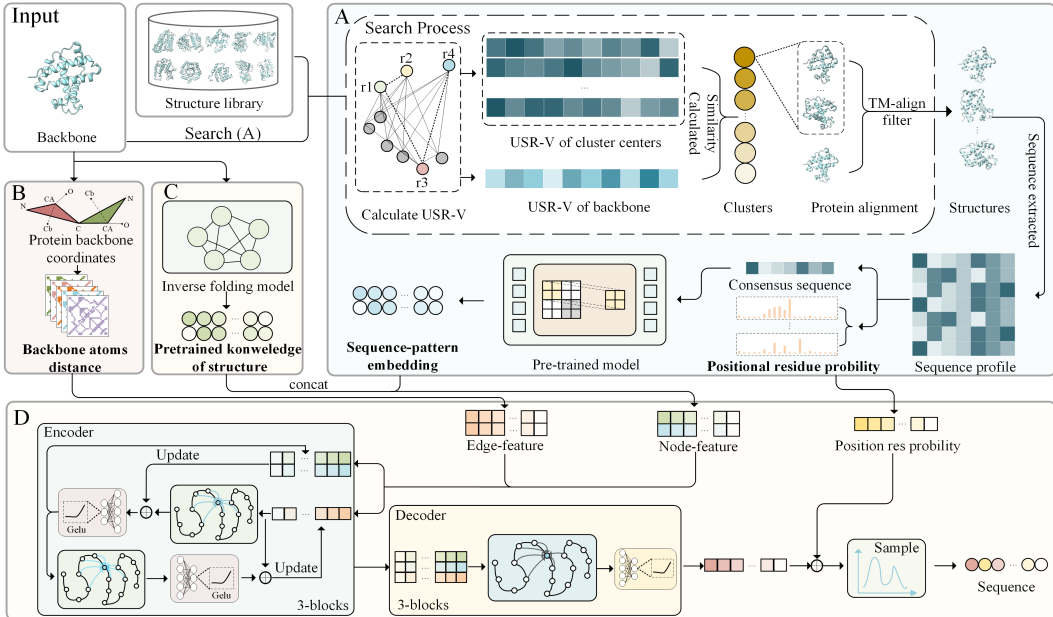 Input
Backbone
Structure library
Search (A)
A
Search Process
r1
r2
r4
r3
Calculate USR-V
...
USR-V of cluster centers
USR-V of backbone
Similarity
Calculated
Clusters
Protein alignment
TM-align
filter
Structures
Sequence extracted
B
N
CA
O
Cb
Cb
C
CA
O
N
Protein backbone
coordinates
Backbone atoms
distance
C
Inverse folding model
...
Pretrained konwledge
of structure
Sequence-pattern
embedding
Pre-trained model
Consensus sequence
Positional residue probility
Sequence profile
concat
D
Encoder
Update
Gelu
Update
Gelu
3-blocks
Edge-feature
Node-feature
Position res probility
Decoder
3-blocks
Sample
Sequence